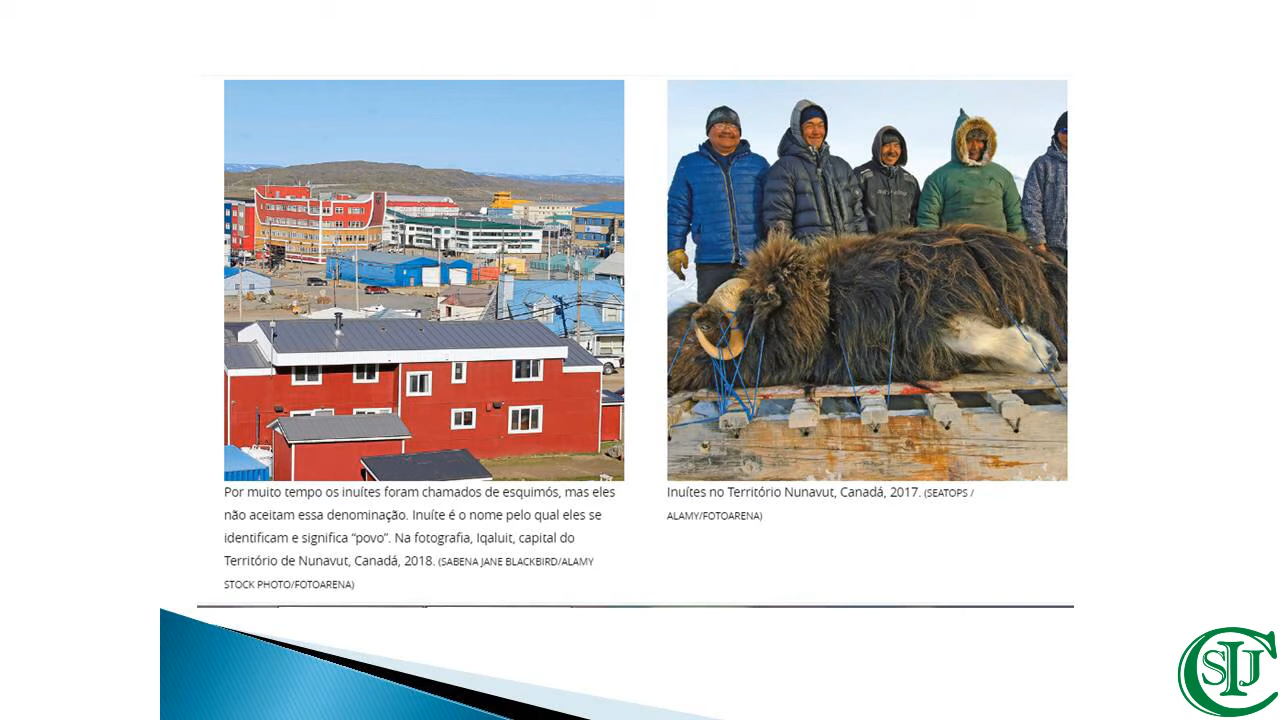 Por muito tempo os inuítes foram chamados de esquimós, mas eles
não aceitam essa denominação. Inuíte é o nome pelo qual eles se
identificam e significa “povo”. Na fotografia, Iqaluit, capital do
Território de Nunavut, Canadá, 2018. (SABENA JANE BLACKBIRD/ALAMY
STOCK PHOTO/FOTOARENA)
Inuítes no Território Nunavut, Canadá, 2017. (SEATOPS /
ALAMY/FOTOARENA)
CSIJ